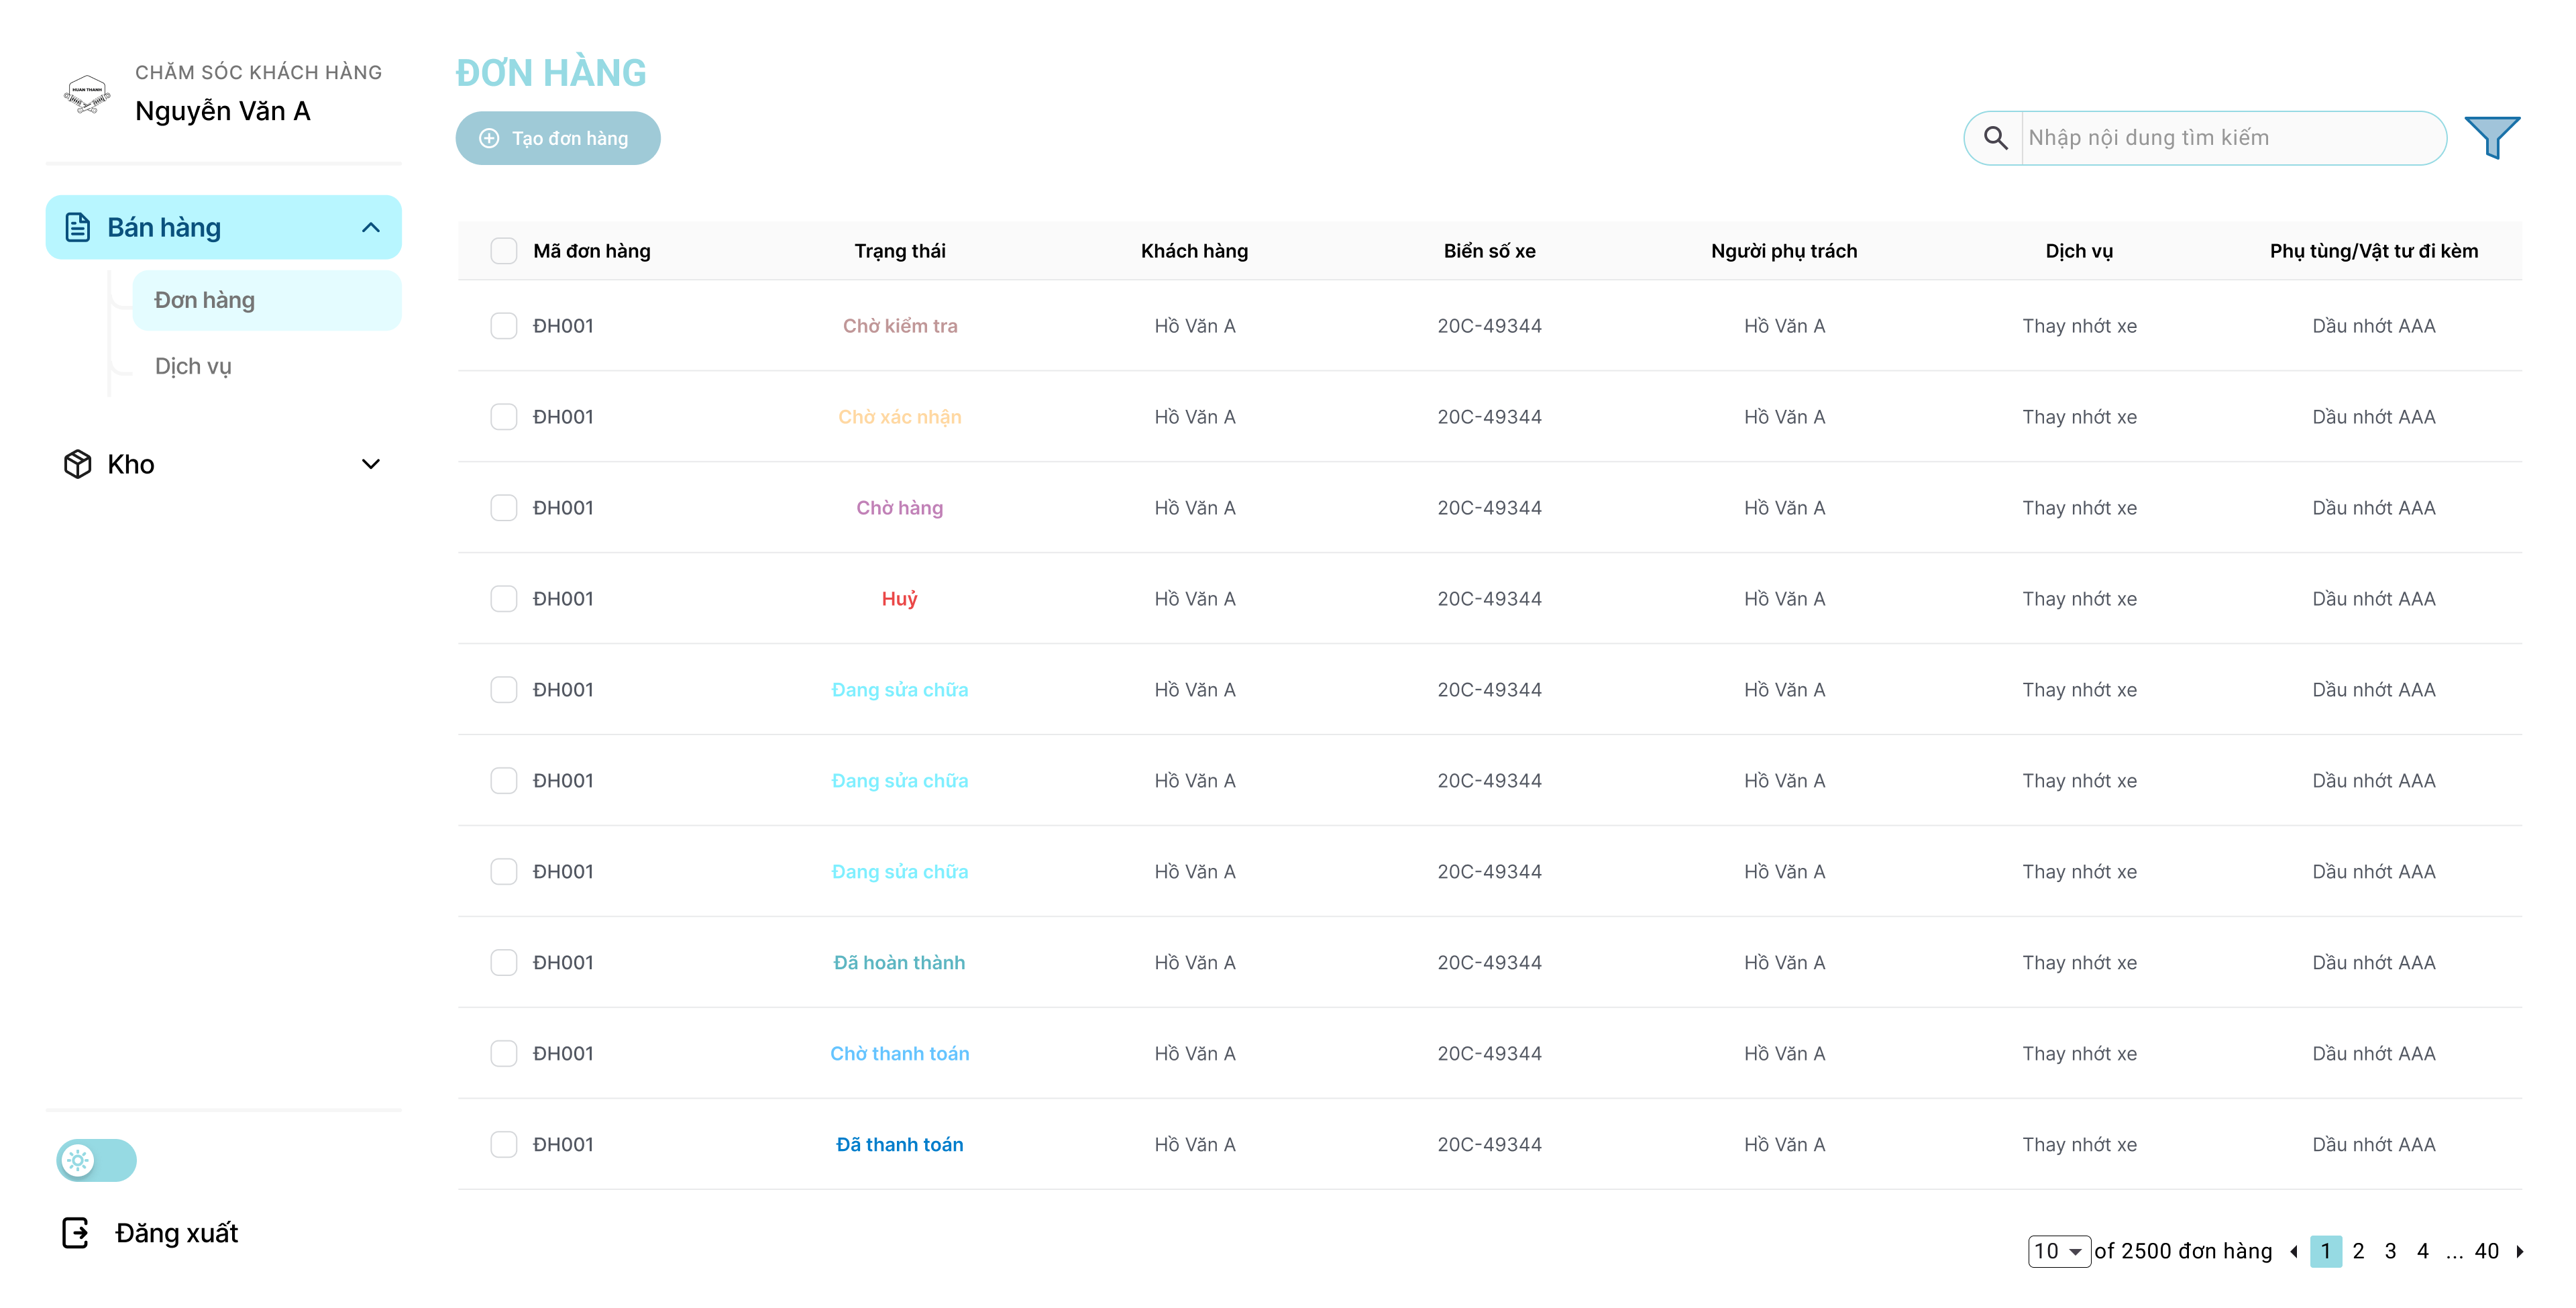 HUAN THANH
CHĂM SÓC KHÁCH HÀNG
Nguyễn Văn A
Bán hàng
Đơn hàng
Dịch vụ
Kho
Đăng xuất
ĐƠN HÀNG
Tạo đơn hàng
Nhập nội dung tìm kiếm
Mã đơn hàng Trạng thái Khách hàng Biển số xe Người phụ trách Dịch vụ Phụ tùng/Vật tư đi kèm
ĐH001 Chờ kiểm tra Hồ Văn A 20C-49344 Hồ Văn A Thay nhớt xe Dầu nhớt AAA
ĐH001 Chờ xác nhận Hồ Văn A 20C-49344 Hồ Văn A Thay nhớt xe Dầu nhớt AAA
ĐH001 Chờ hàng Hồ Văn A 20C-49344 Hồ Văn A Thay nhớt xe Dầu nhớt AAA
ĐH001 Huỷ Hồ Văn A 20C-49344 Hồ Văn A Thay nhớt xe Dầu nhớt AAA
ĐH001 Đang sửa chữa Hồ Văn A 20C-49344 Hồ Văn A Thay nhớt xe Dầu nhớt AAA
ĐH001 Đang sửa chữa Hồ Văn A 20C-49344 Hồ Văn A Thay nhớt xe Dầu nhớt AAA
ĐH001 Đang sửa chữa Hồ Văn A 20C-49344 Hồ Văn A Thay nhớt xe Dầu nhớt AAA
ĐH001 Đã hoàn thành Hồ Văn A 20C-49344 Hồ Văn A Thay nhớt xe Dầu nhớt AAA
ĐH001 Chờ thanh toán Hồ Văn A 20C-49344 Hồ Văn A Thay nhớt xe Dầu nhớt AAA
ĐH001 Đã thanh toán Hồ Văn A 20C-49344 Hồ Văn A Thay nhớt xe Dầu nhớt AAA
10 of 2500 đơn hàng 1 2 3 4 ... 40